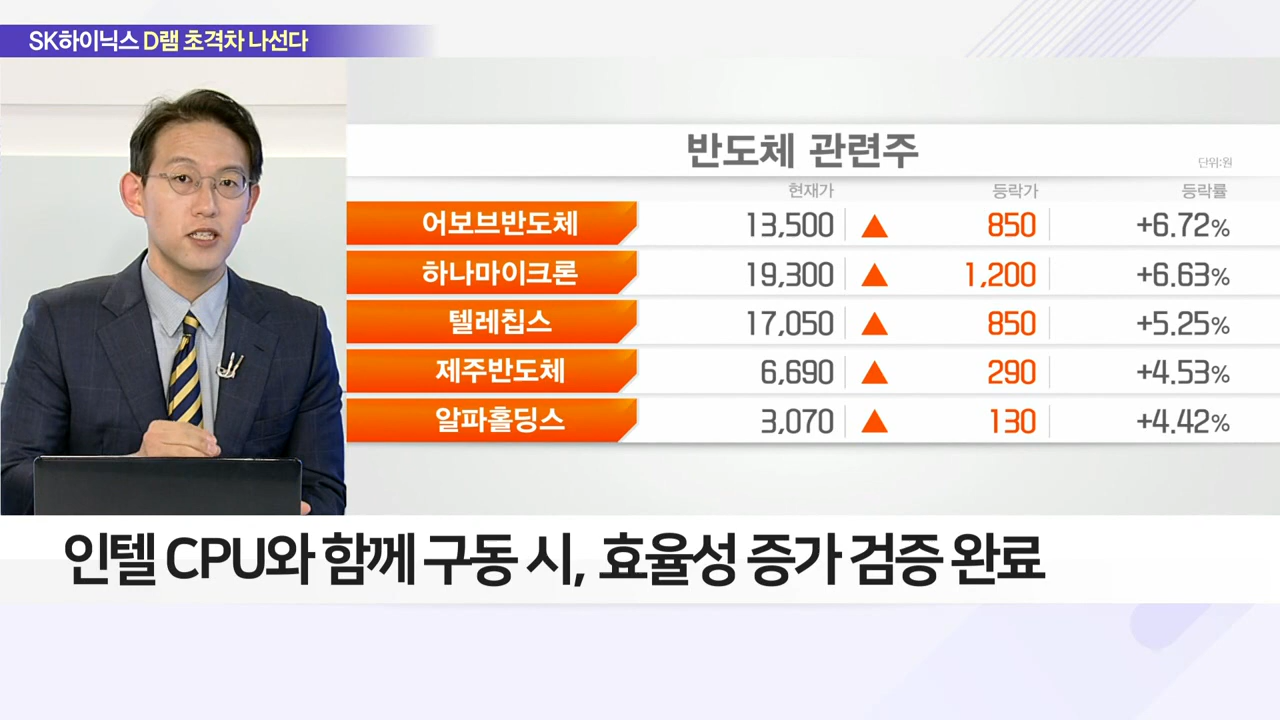 SK하이닉스 D램 초격차 나선다
반도체 관련주
단위:원
현재가 등락가 등락률
어보브반도체 13,500 ▲ 850 +6.72%
하나마이크론 19,300 ▲ 1,200 +6.63%
텔레칩스 17,050 ▲ 850 +5.25%
제주반도체 6,690 ▲ 290 +4.53%
알파홀딩스 3,070 ▲ 130 +4.42%
인텔 CPU와 함께 구동 시, 효율성 증가 검증 완료